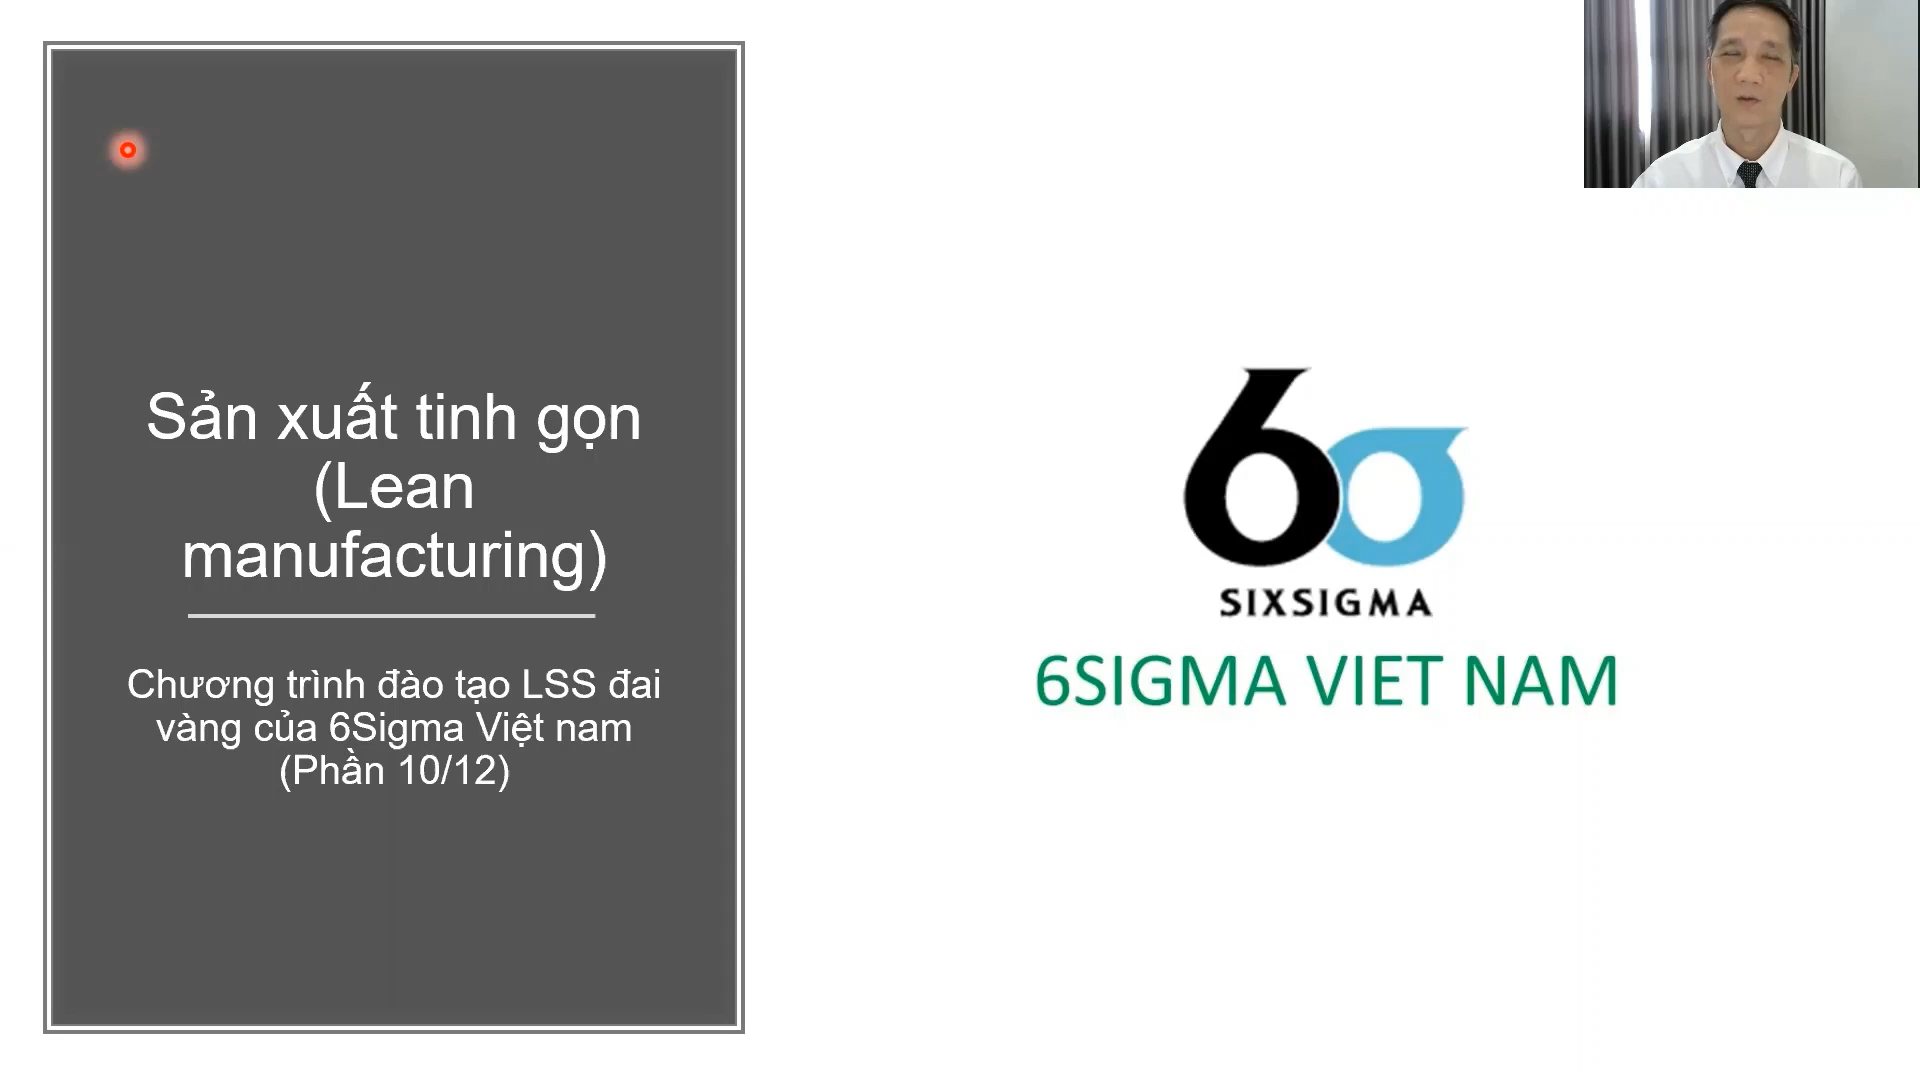 Sản xuất tinh gọn
(Lean
manufacturing)
Chương trình đào tạo LSS đai
vàng của 6Sigma Việt nam
(Phần 10/12)
6σ
SIXSIGMA
6SIGMA VIET NAM